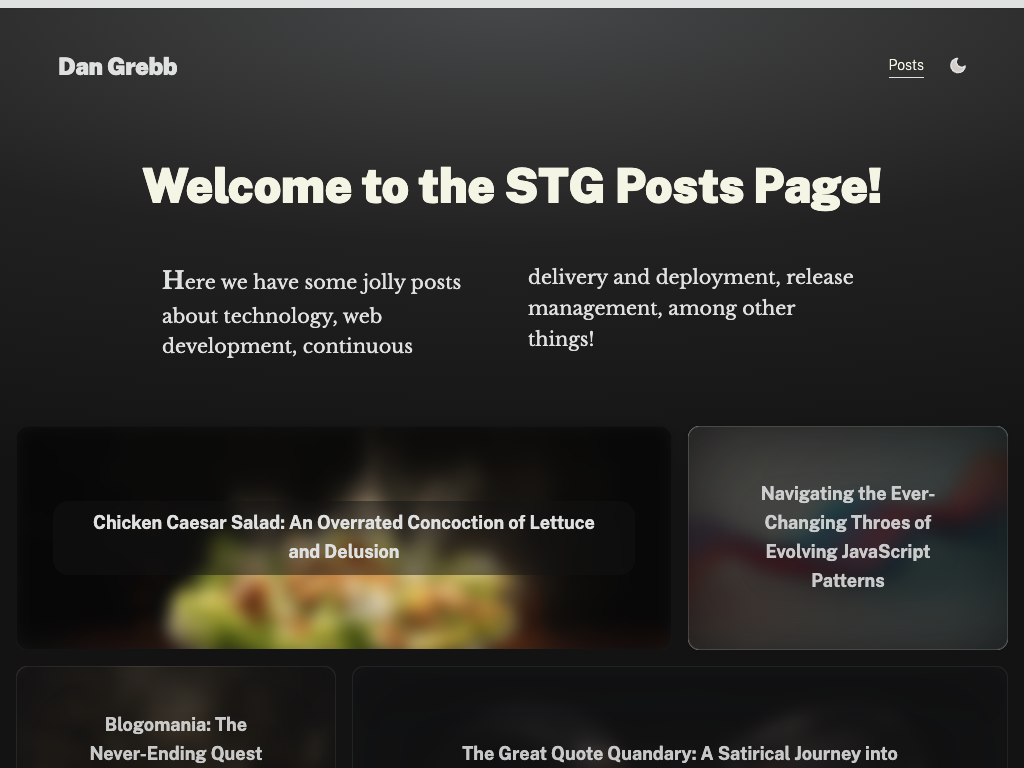 Dan Grebb
Posts
Welcome to the STG Posts Page!
Here we have some jolly posts
about technology, web
development, continuous
delivery and deployment, release
management, among other
things!
Chicken Caesar Salad: An Overrated Concoction of Lettuce
and Delusion
Navigating the Ever-
Changing Throes of
Evolving JavaScript
Patterns
Blogomania: The
Never-Ending Quest
The Great Quote Quandary: A Satirical Journey into